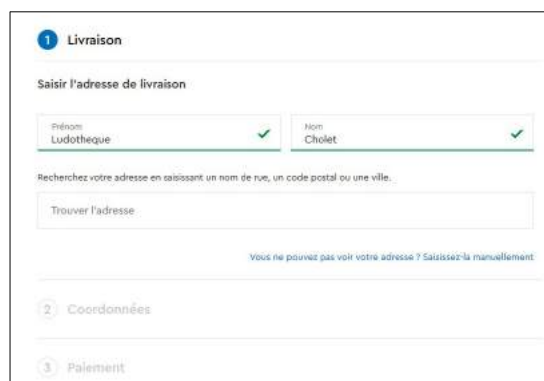 1 Livraison
Saisir l'adresse de livraison
Prénom Nom
Ludotheque Cholet
Recherchez votre adresse en saisissant un nom de rue, un code postal ou une ville.
Trouver l'adresse
Vous ne pouvez pas voir votre adresse ? Saisissez-la manuellement
2 Coordonnées
3 Paiement